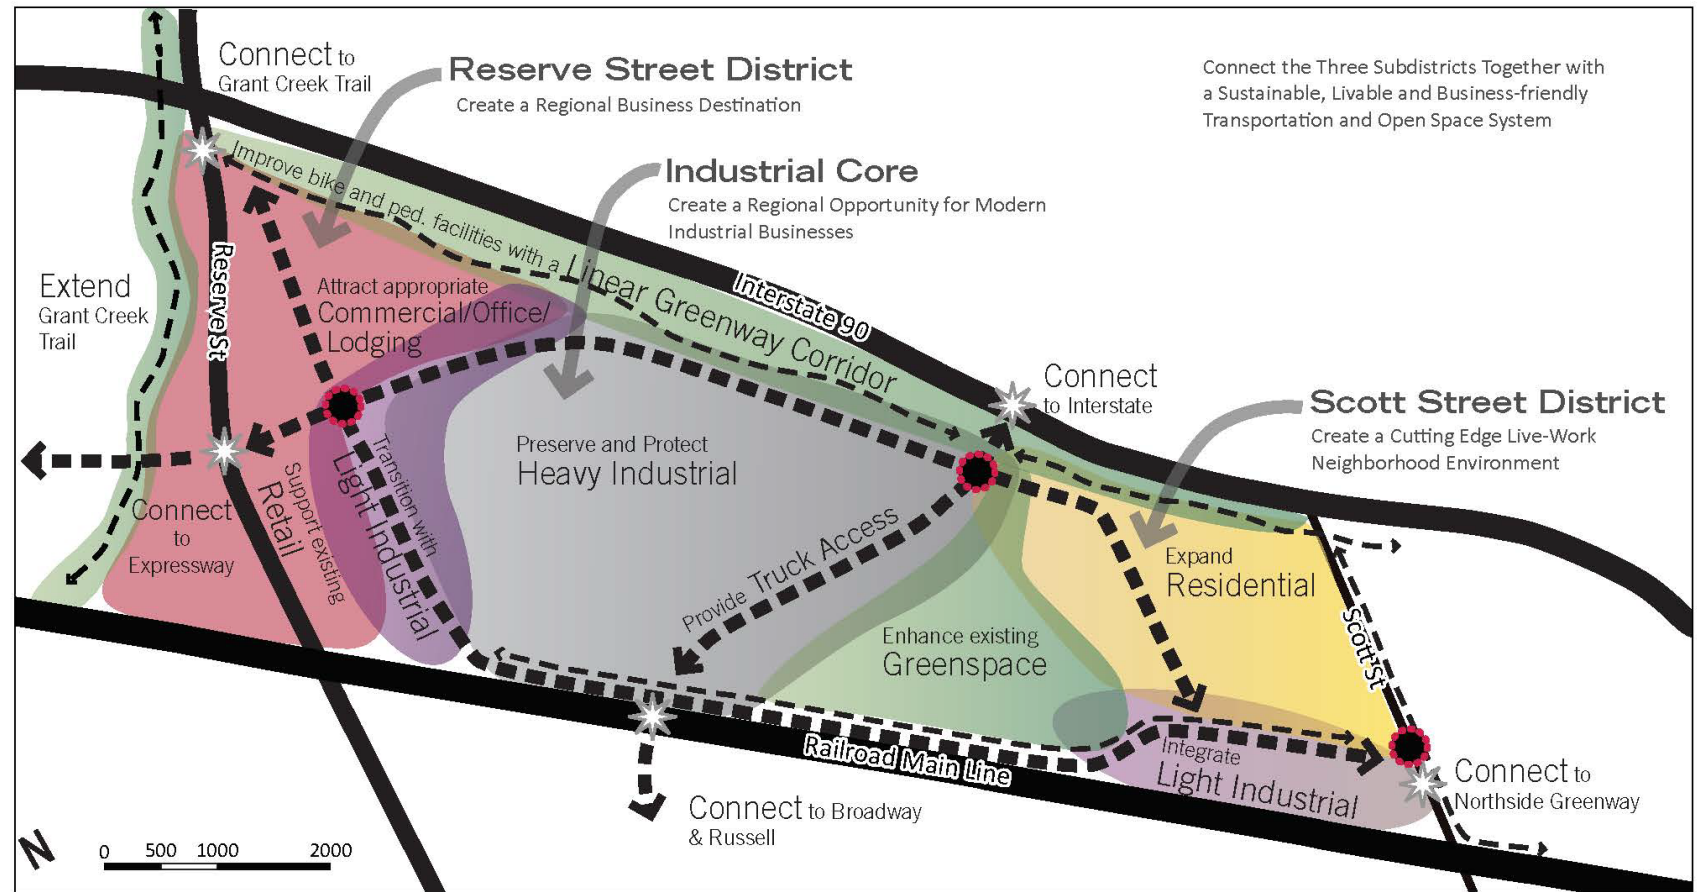 Connect to
Grant Creek Trail
Reserve Street District
Create a Regional Business Destination
Connect the Three Subdistricts Together with
a Sustainable, Livable and Business-friendly
Transportation and Open Space System
Industrial Core
Create a Regional Opportunity for Modern
Industrial Businesses
Improve bike and ped. facilities with a Linear Greenway Corridor
Interstate 90
Reserve St
Extend
Grant Creek
Trail
Attract appropriate
Commercial/Office/
Lodging
Connect
to Interstate
Scott Street District
Create a Cutting Edge Live-Work
Neighborhood Environment
Preserve and Protect
Heavy Industrial
Transition with
Light Industrial
Support existing
Retail
Connect
to
Expressway
Provide Truck Access
Expand
Residential
Scott St
Enhance existing
Greenspace
Railroad Main Line
Integrate
Light Industrial
Connect to
Northside Greenway
Connect to Broadway
& Russell
N
0 500 1000 2000